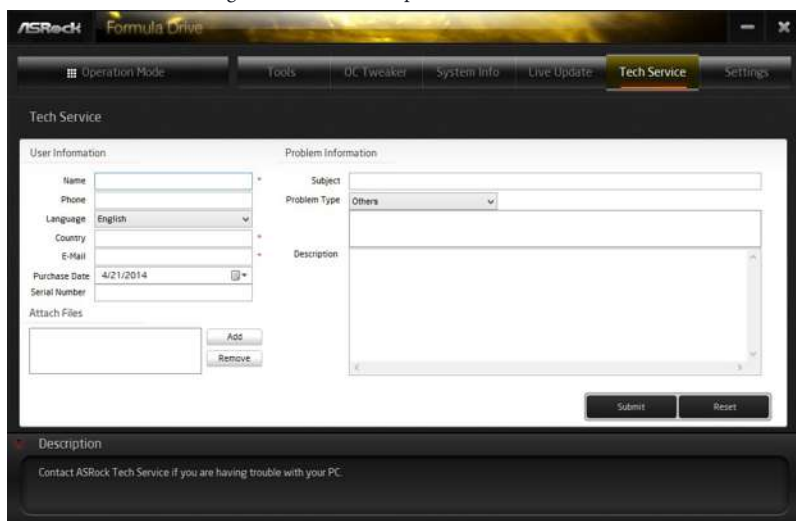 ASRock Formula Drive
Operation Mode Tools OC Tweaker System Info Live Update Tech Service Settings
Tech Service
User Information
Name *
Phone
Language English
Country *
E-Mail *
Purchase Date 4/21/2014
Serial Number
Attach Files
Add
Remove
Problem Information
Subject
Problem Type Others
Description
Submit Reset
Description
Contact ASRock Tech Service if you are having trouble with your PC.